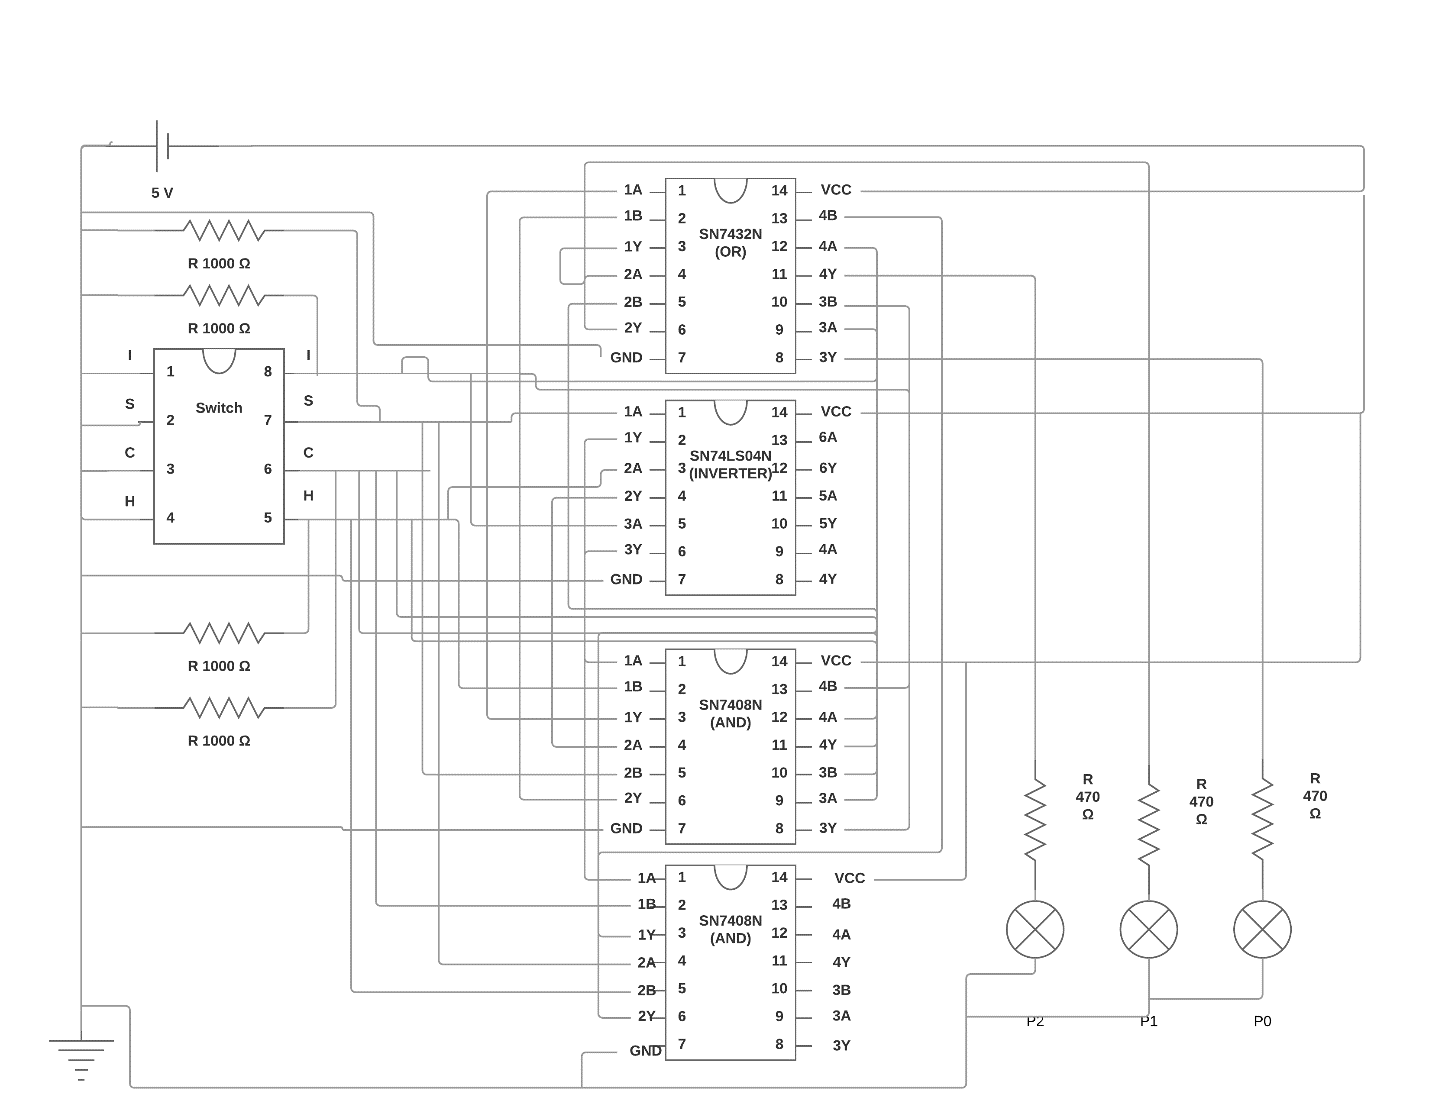 5 V
R 1000 Ω
R 1000 Ω
I
I
1
8
Switch
S
S
2
7
C
C
3
6
H
H
4
5
R 1000 Ω
R 1000 Ω
1A 1 14 VCC
1B 2 13 4B
SN7432N
(OR)
1Y 3 12 4A
2A 4 11 4Y
2B 5 10 3B
2Y 6 9 3A
GND 7 8 3Y
1A 1 14 VCC
1Y 2 13 6A
SN74LS04N
(INVERTER)
2A 3 12 6Y
2Y 4 11 5A
3A 5 10 5Y
3Y 6 9 4A
GND 7 8 4Y
1A 1 14 VCC
1B 2 13 4B
SN7408N
(AND)
1Y 3 12 4A
2A 4 11 4Y
2B 5 10 3B
2Y 6 9 3A
GND 7 8 3Y
1A 1 14 VCC
1B 2 13 4B
SN7408N
(AND)
1Y 3 12 4A
2A 4 11 4Y
2B 5 10 3B
2Y 6 9 3A
GND 7 8 3Y
R
470
Ω
R
470
Ω
R
470
Ω
P2
P1
P0